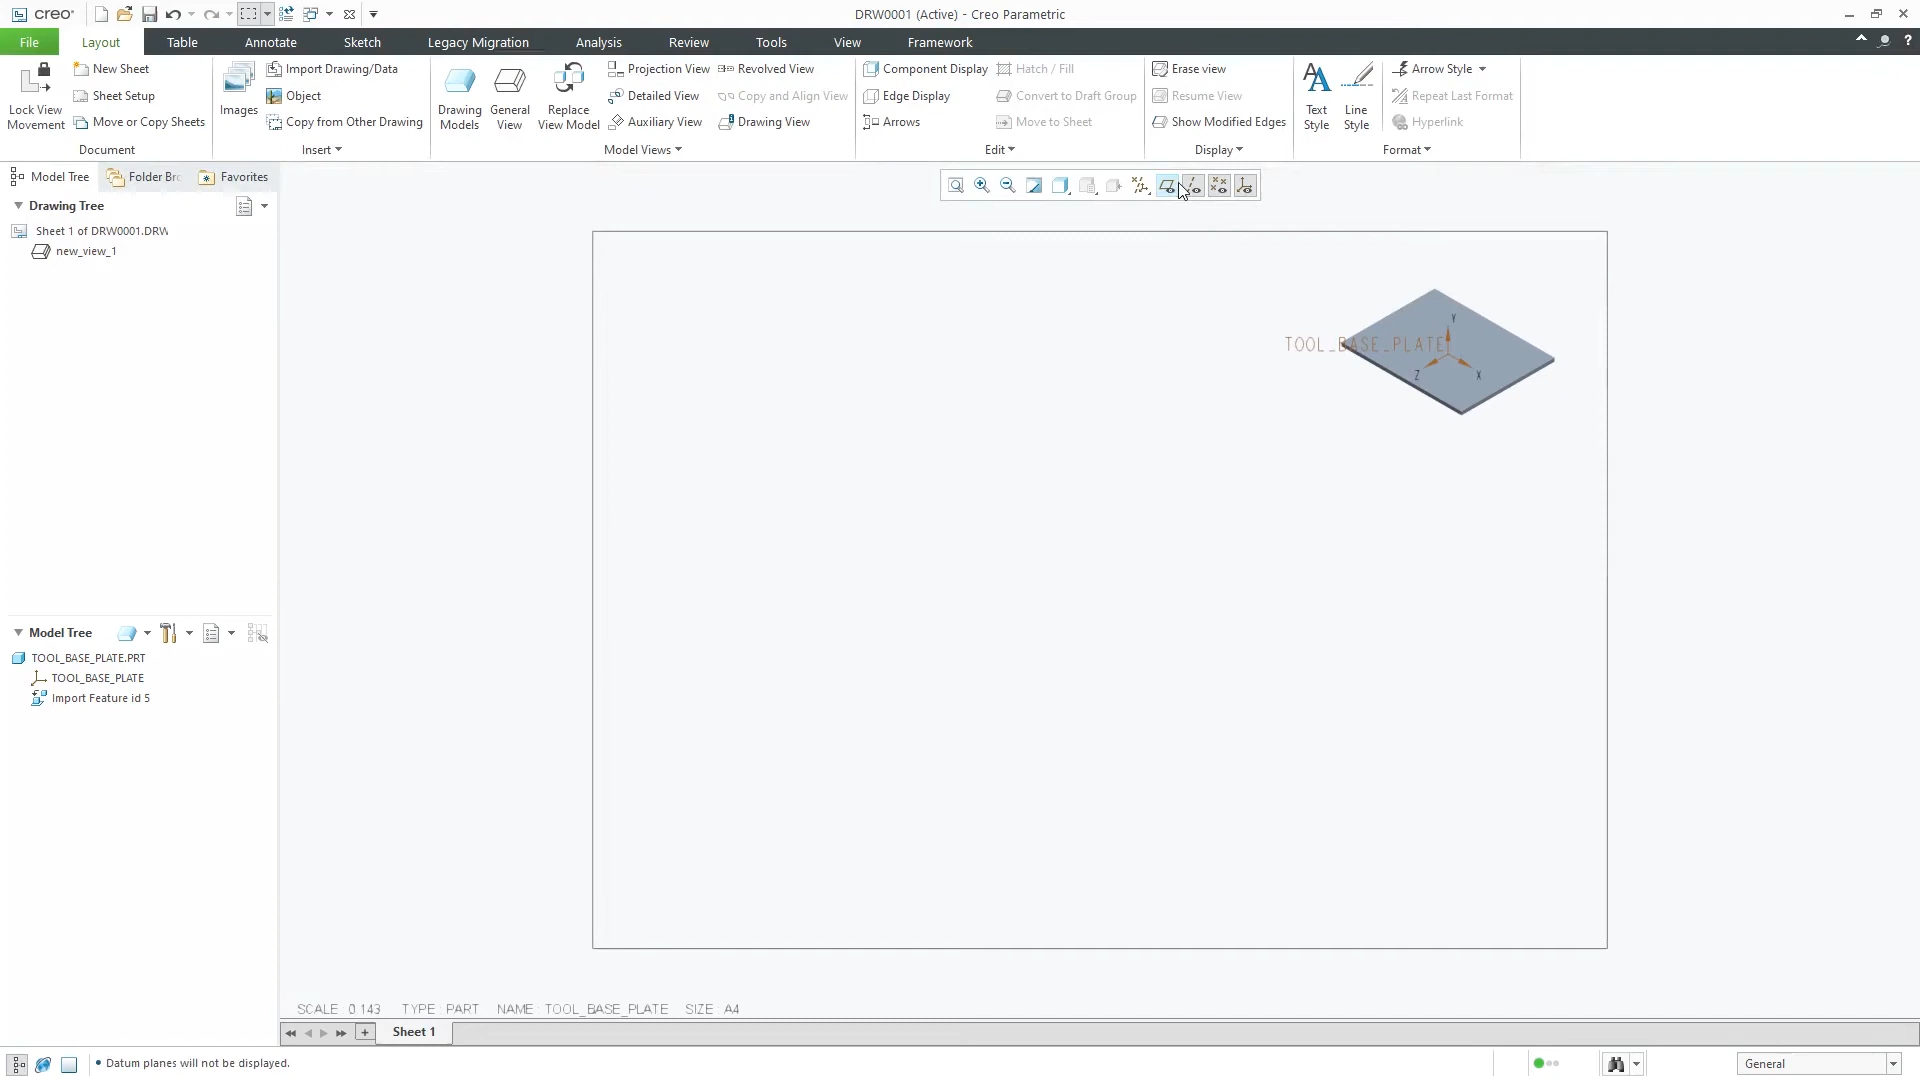 creo
DRW0001 (Active) - Creo Parametric
File
Layout
Table
Annotate
Sketch
Legacy Migration
Analysis
Review
Tools
View
Framework
Lock View
Movement
New Sheet
Sheet Setup
Move or Copy Sheets
Document
Images
Import Drawing/Data
Object
Copy from Other Drawing
Insert
Drawing
Models
General
View
Replace
View Model
Projection View
Detailed View
Auxiliary View
Revolved View
Copy and Align View
Drawing View
Model Views
Component Display
Edge Display
Arrows
Hatch / Fill
Convert to Draft Group
Move to Sheet
Edit
Erase view
Resume View
Show Modified Edges
Display
Text
Style
Line
Style
Arrow Style
Repeat Last Format
Hyperlink
Format
Model Tree
Folder Brc
Favorites
Drawing Tree
Sheet 1 of DRW0001.DRW
new_view_1
TOOL_BASE_PLATE
Y
Z
X
Model Tree
TOOL_BASE_PLATE.PRT
TOOL_BASE_PLATE
Import Feature id 5
SCALE 0.143 TYPE PART NAME : TOOL_BASE_PLATE SIZE : A4
Sheet 1
• Datum planes will not be displayed.
General